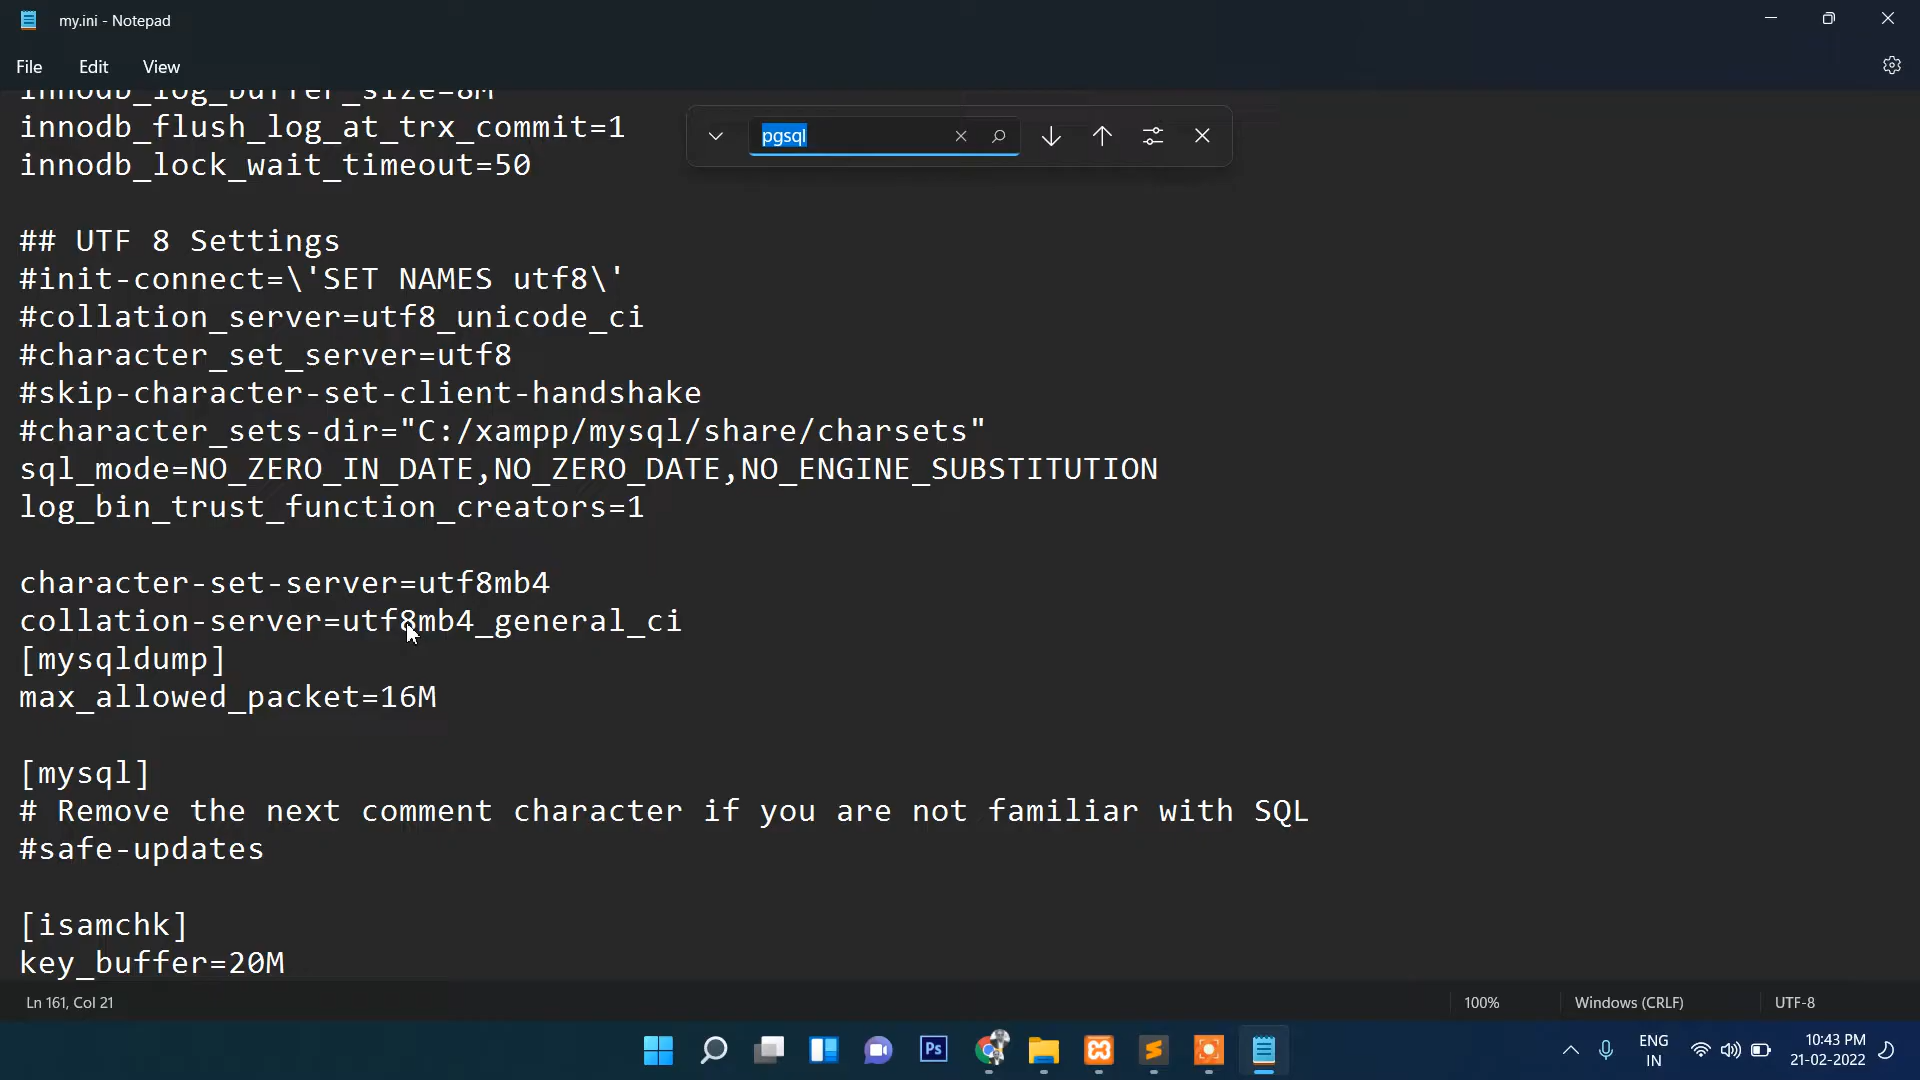 my.ini - Notepad
File Edit View
pgsql
innodb_log_buffer_size=8M
innodb_flush_log_at_trx_commit=1
innodb_lock_wait_timeout=50
## UTF 8 Settings
#init-connect=\'SET NAMES utf8\'
#collation_server=utf8_unicode_ci
#character_set_server=utf8
#skip-character-set-client-handshake
#character_sets-dir="C:/xampp/mysql/share/charsets"
sql_mode=NO_ZERO_IN_DATE,NO_ZERO_DATE,NO_ENGINE_SUBSTITUTION
log_bin_trust_function_creators=1
character-set-server=utf8mb4
collation-server=utf8mb4_general_ci
[mysqldump]
max_allowed_packet=16M
[mysql]
# Remove the next comment character if you are not familiar with SQL
#safe-updates
[isamchk]
key_buffer=20M
Ln 161, Col 21 100% Windows (CRLF) UTF-8
Ps
ENG
IN
10:43 PM
21-02-2022